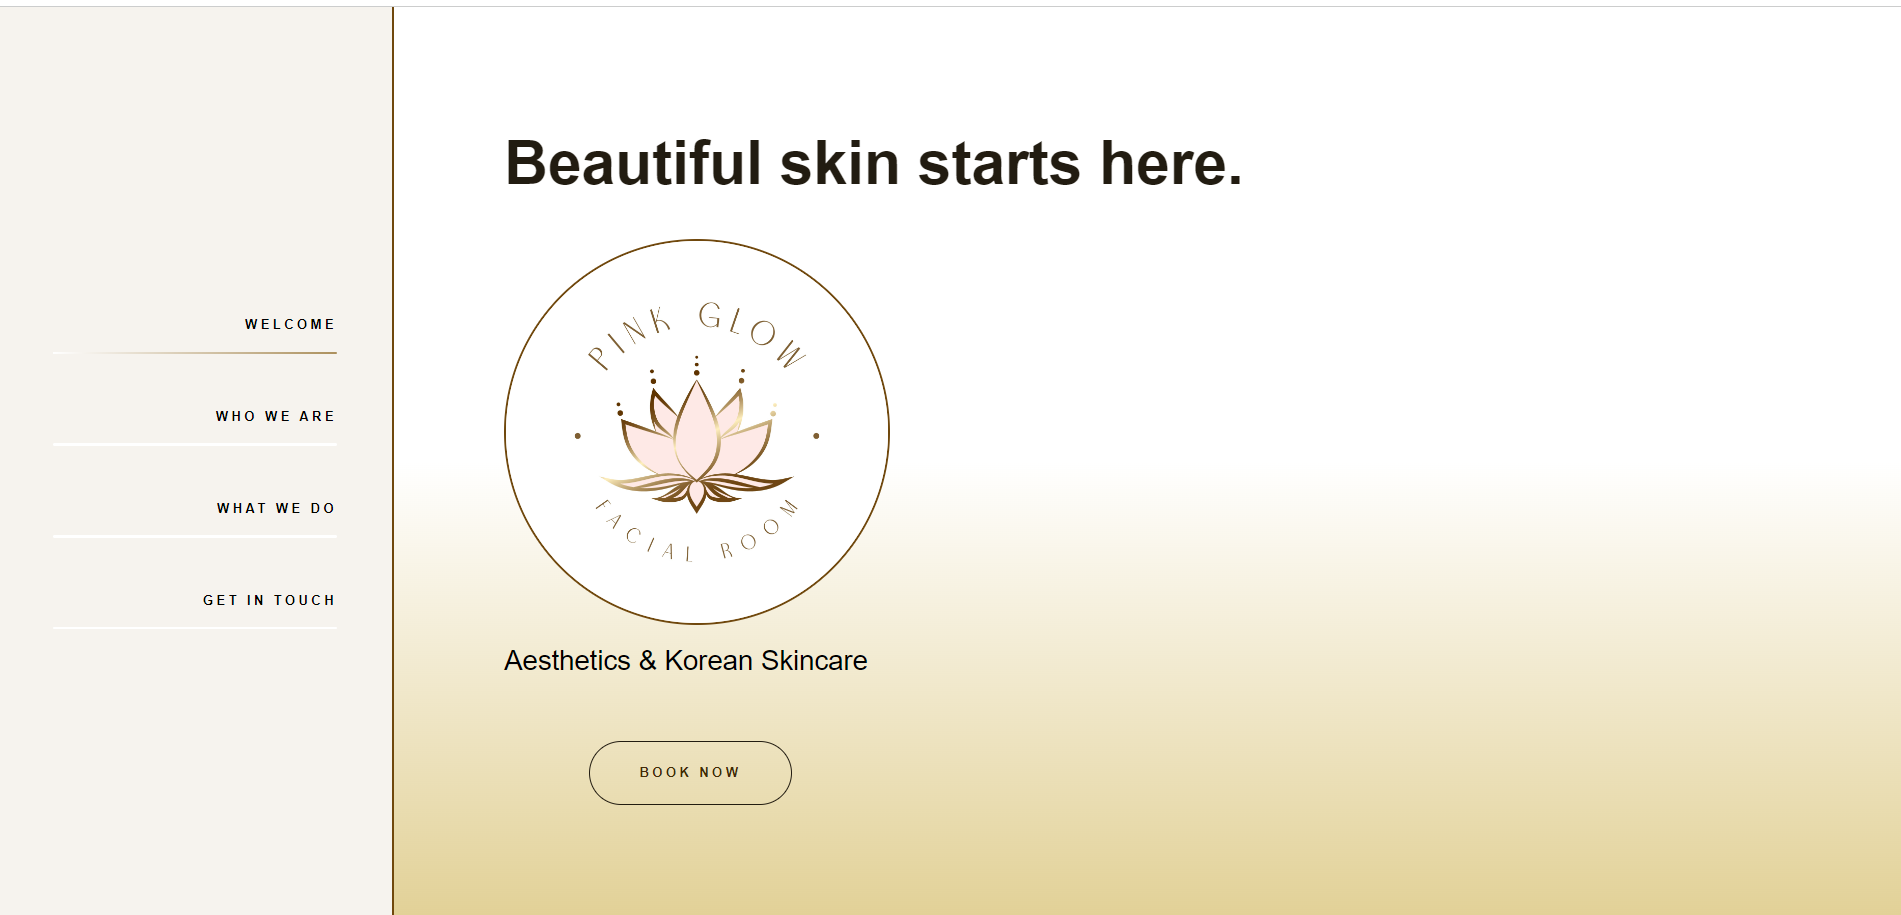 WELCOME
WHO WE ARE
WHAT WE DO
GET IN TOUCH
Beautiful skin starts here.
PINK GLOW
FACIAL ROOM
Aesthetics & Korean Skincare
BOOK NOW